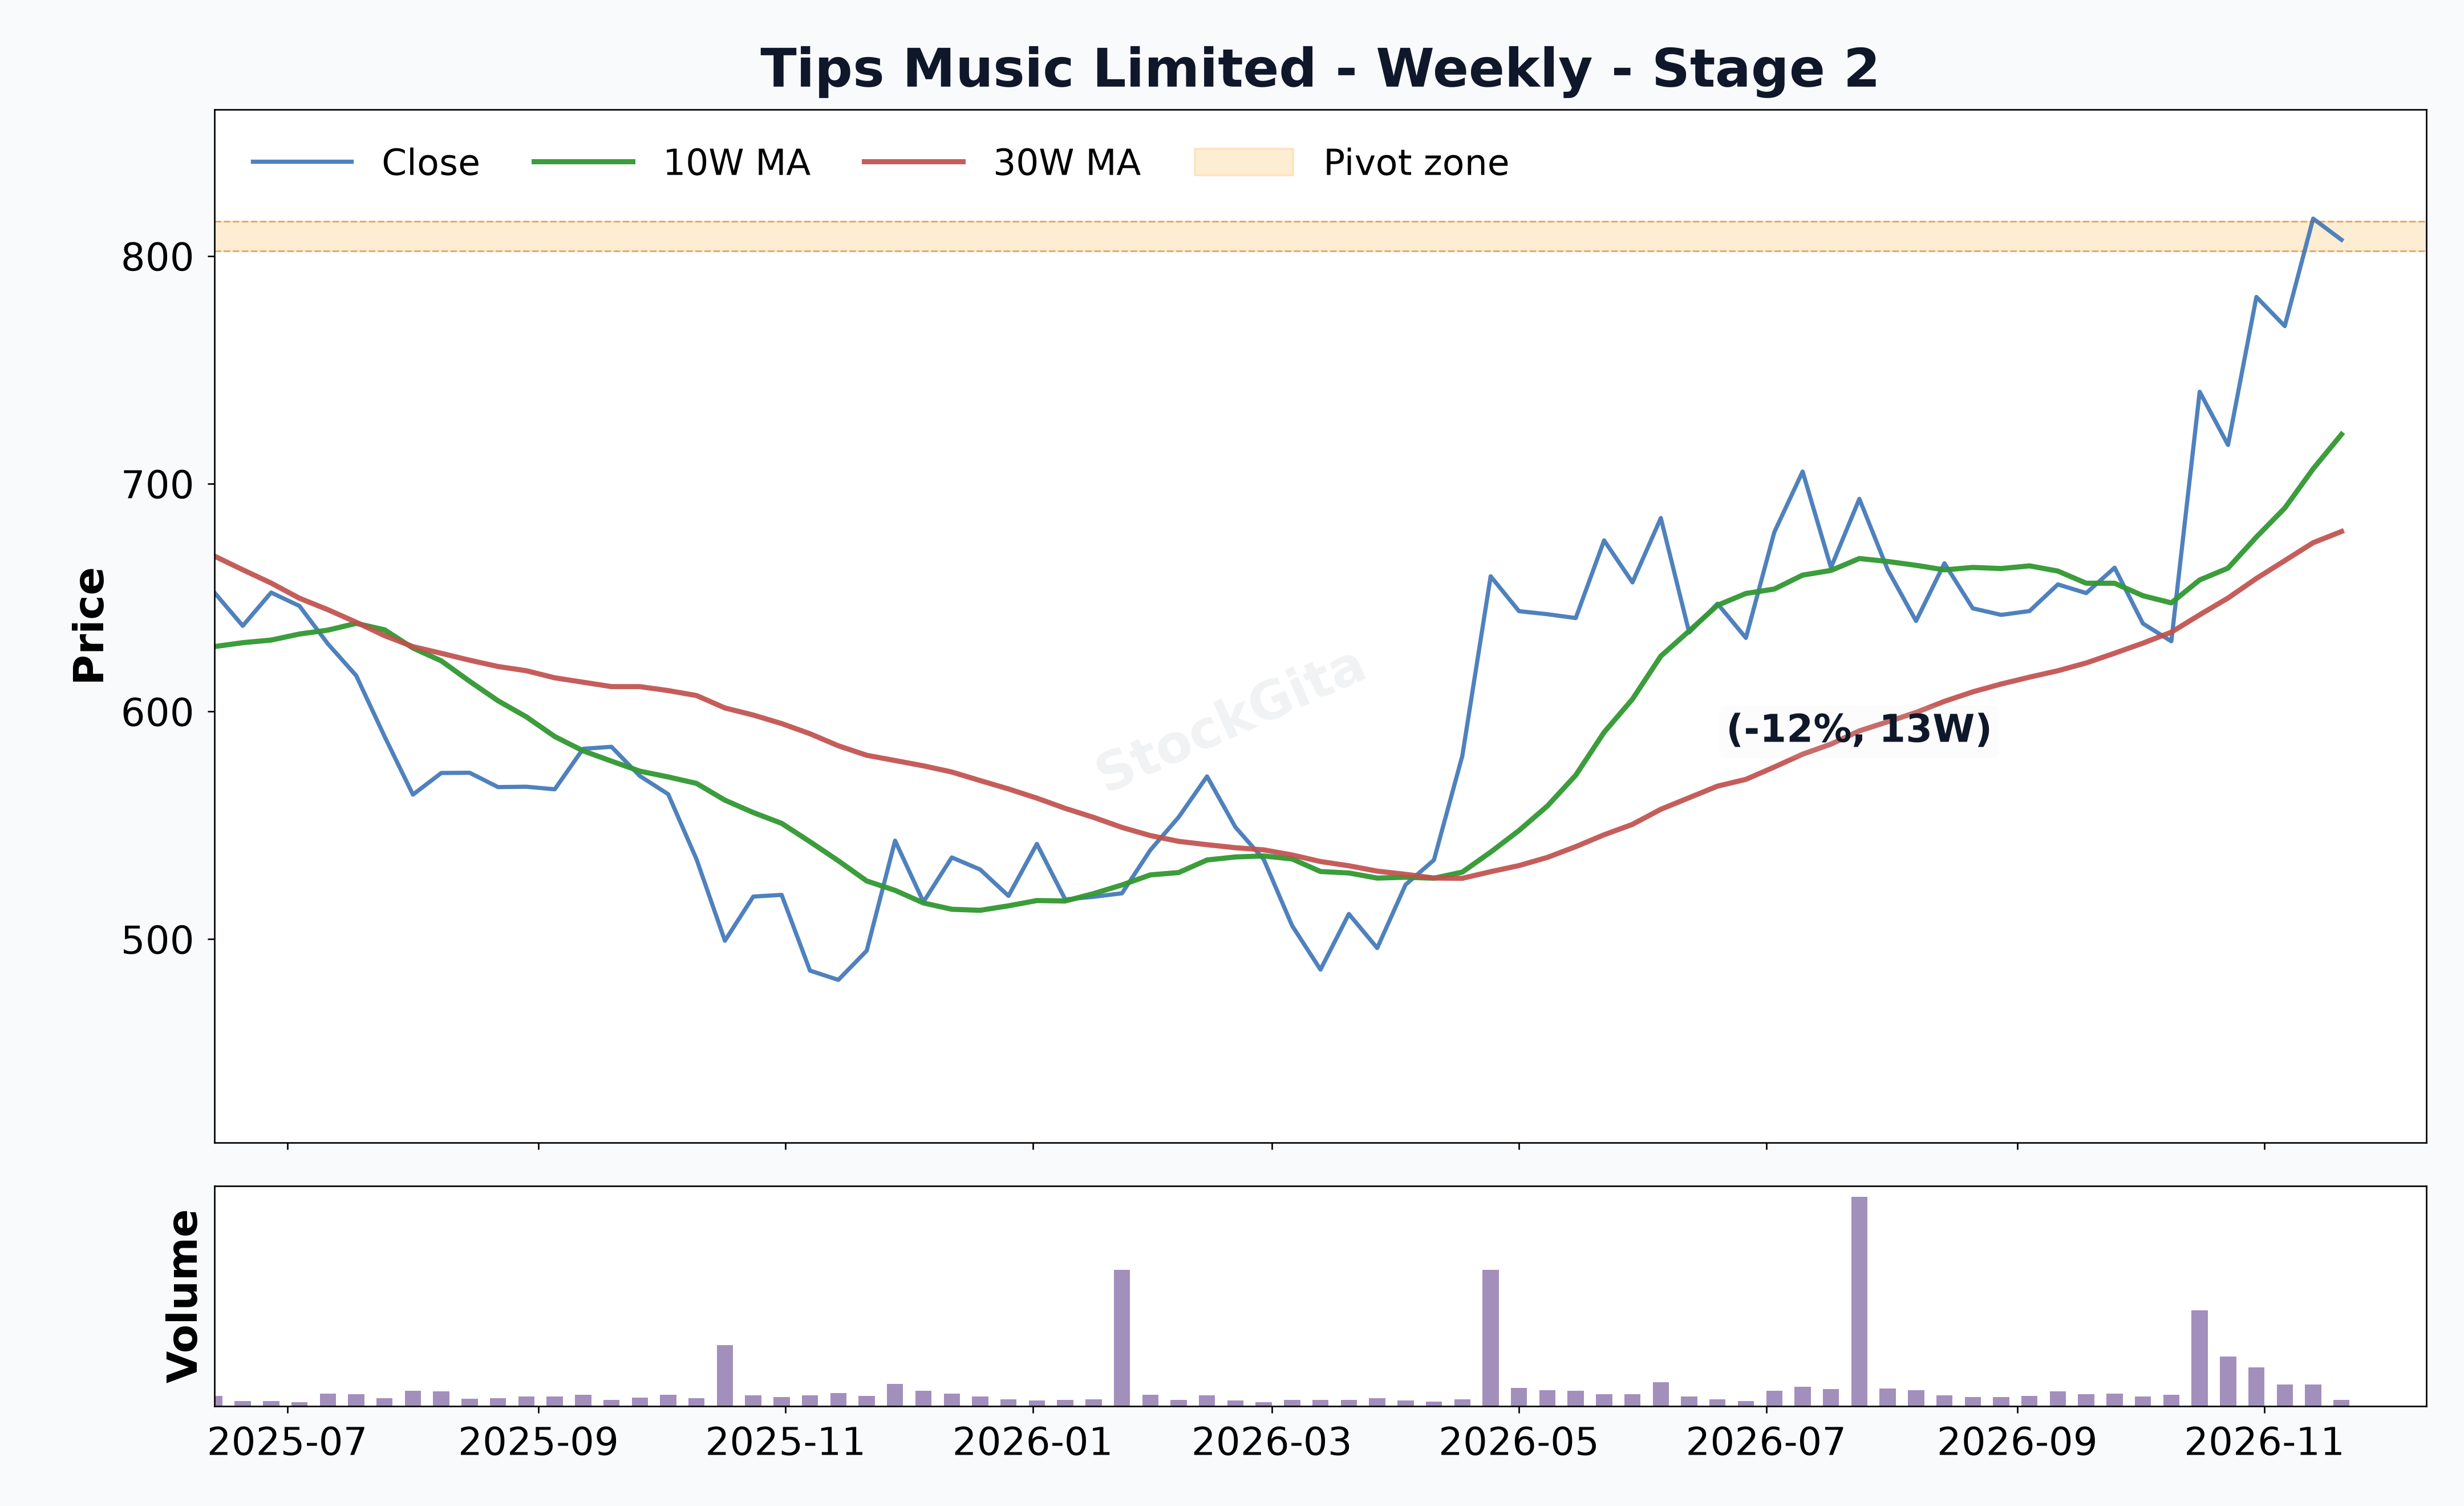 Tips Music Limited - Weekly - Stage 2
Close 10W MA 30W MA Pivot zone
800
700
600
500
Price
StockGita
(-12%, 13W)
Volume
2025-07 2025-09 2025-11 2026-01 2026-03 2026-05 2026-07 2026-09 2026-11